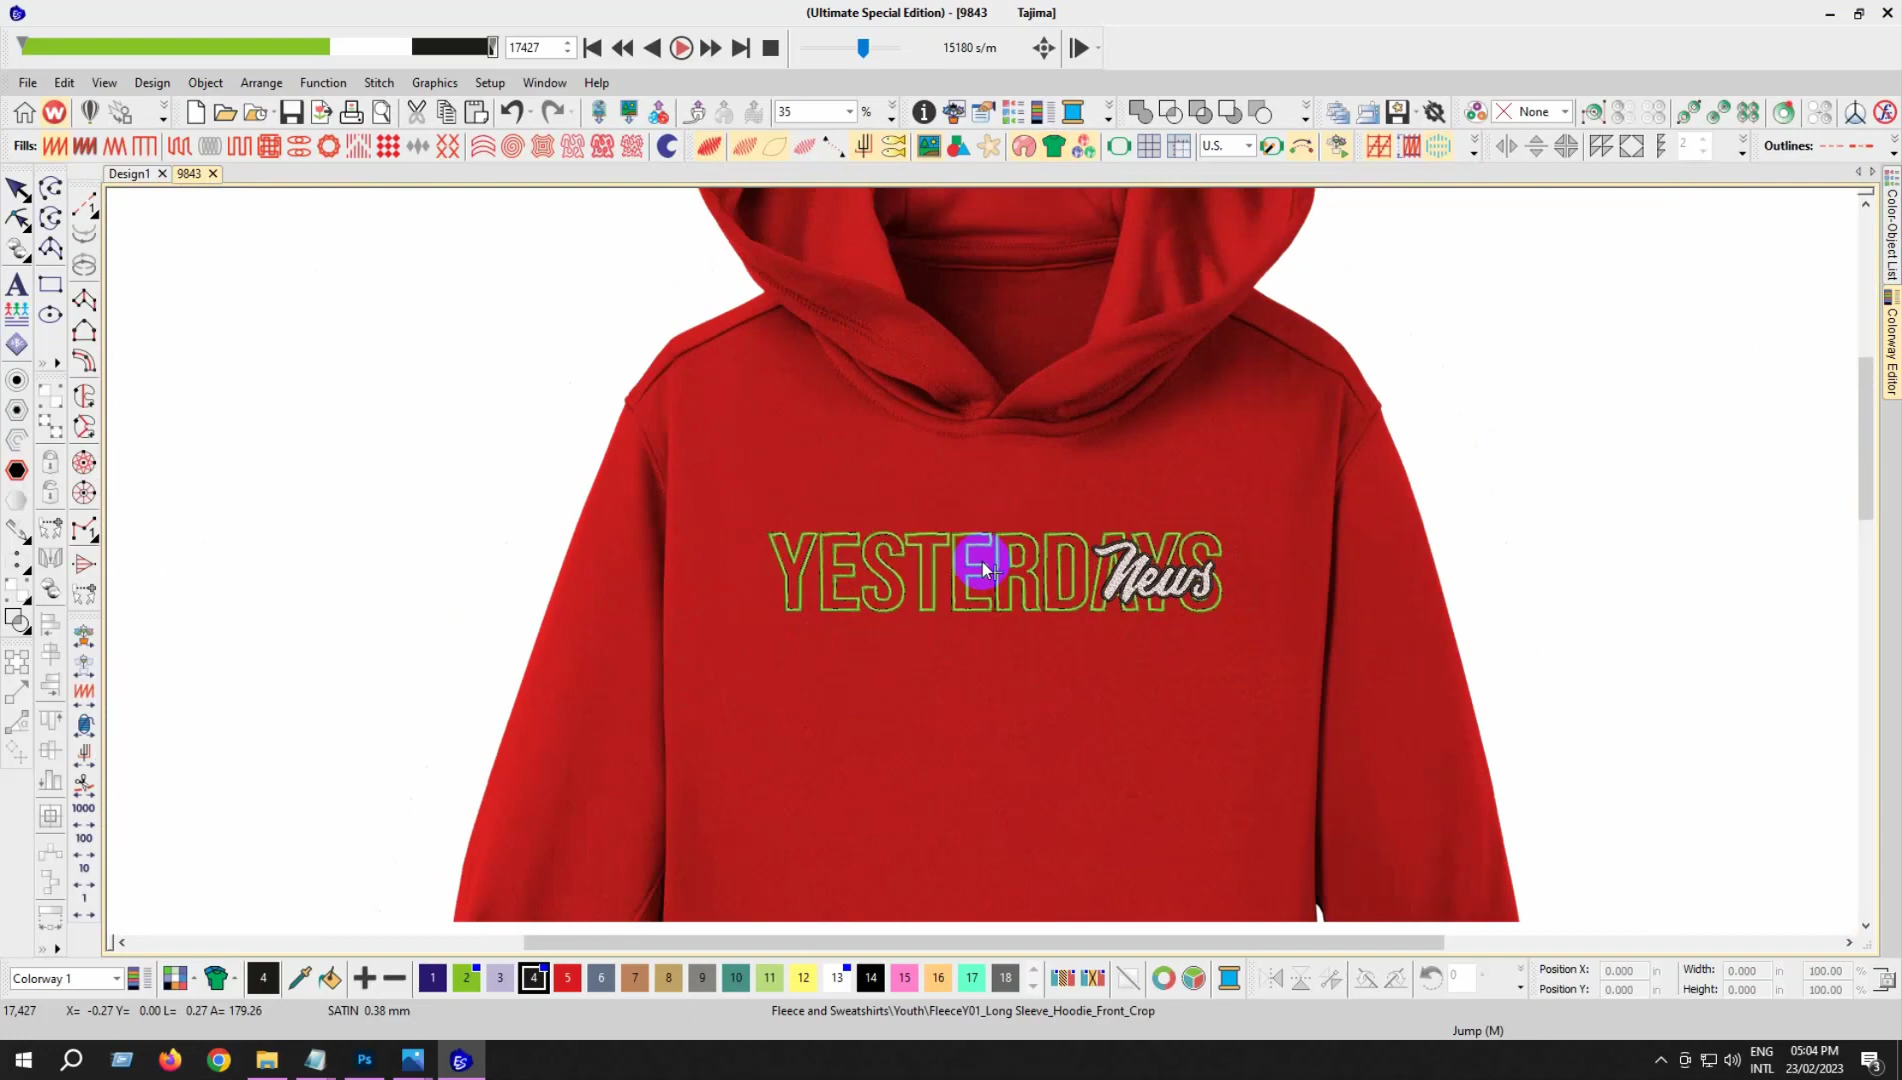 (Ultimate Special Edition) - [9843 Tajima]
17427
15180 s/m
File Edit View Design Object Arrange Function Stitch Graphics Setup Window Help
35 %
None
Fills:
U.S.
2
Outlines:
Design1
9843
Color-Object List
Colorway Editor
YESTERDAYS
News
1000
100
10
1
Colorway 1
4
1 2 3 4 5 6 7 8 9 10 11 12 13 14 15 16 17 18
0
Position X: 0.000 in Width: 0.000 in 100.00 %
Position Y: 0.000 in Height: 0.000 in 100.00 %
17,427 X= -0.27 Y= 0.00 L= 0.27 A= 179.26 SATIN 0.38 mm Fleece and Sweatshirts\Youth\FleeceY01_Long Sleeve_Hoodie_Front_Crop
Jump (M)
ENG 05:04 PM
INTL 23/02/2023
3